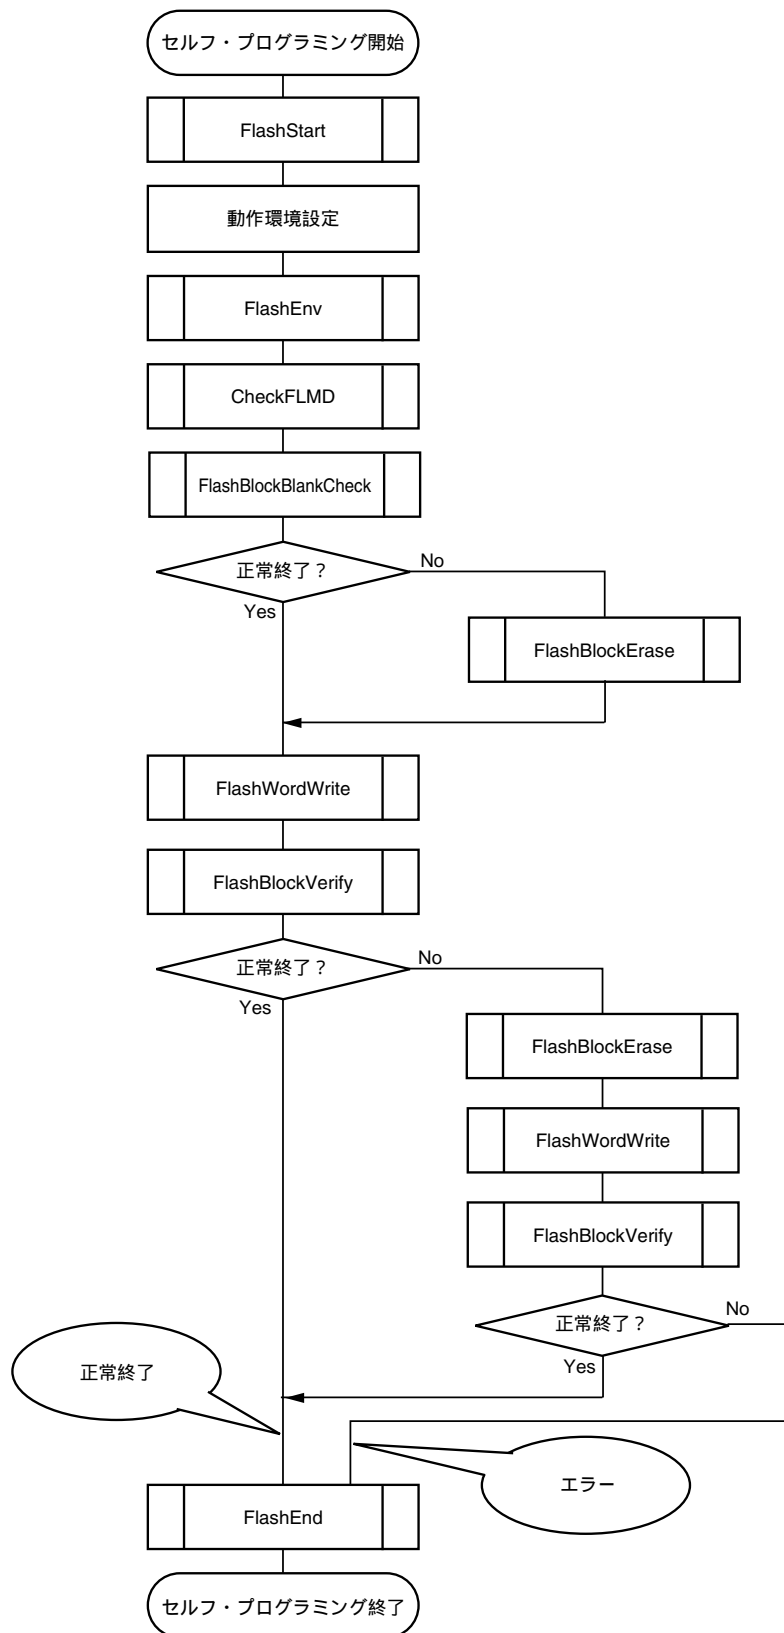 セルフ・プログラミング開始
FlashStart
動作環境設定
FlashEnv
CheckFLMD
FlashBlockBlankCheck
正常終了？
No
Yes
FlashBlockErase
FlashWordWrite
FlashBlockVerify
正常終了？
No
Yes
FlashBlockErase
FlashWordWrite
FlashBlockVerify
正常終了？
No
Yes
正常終了
エラー
FlashEnd
セルフ・プログラミング終了